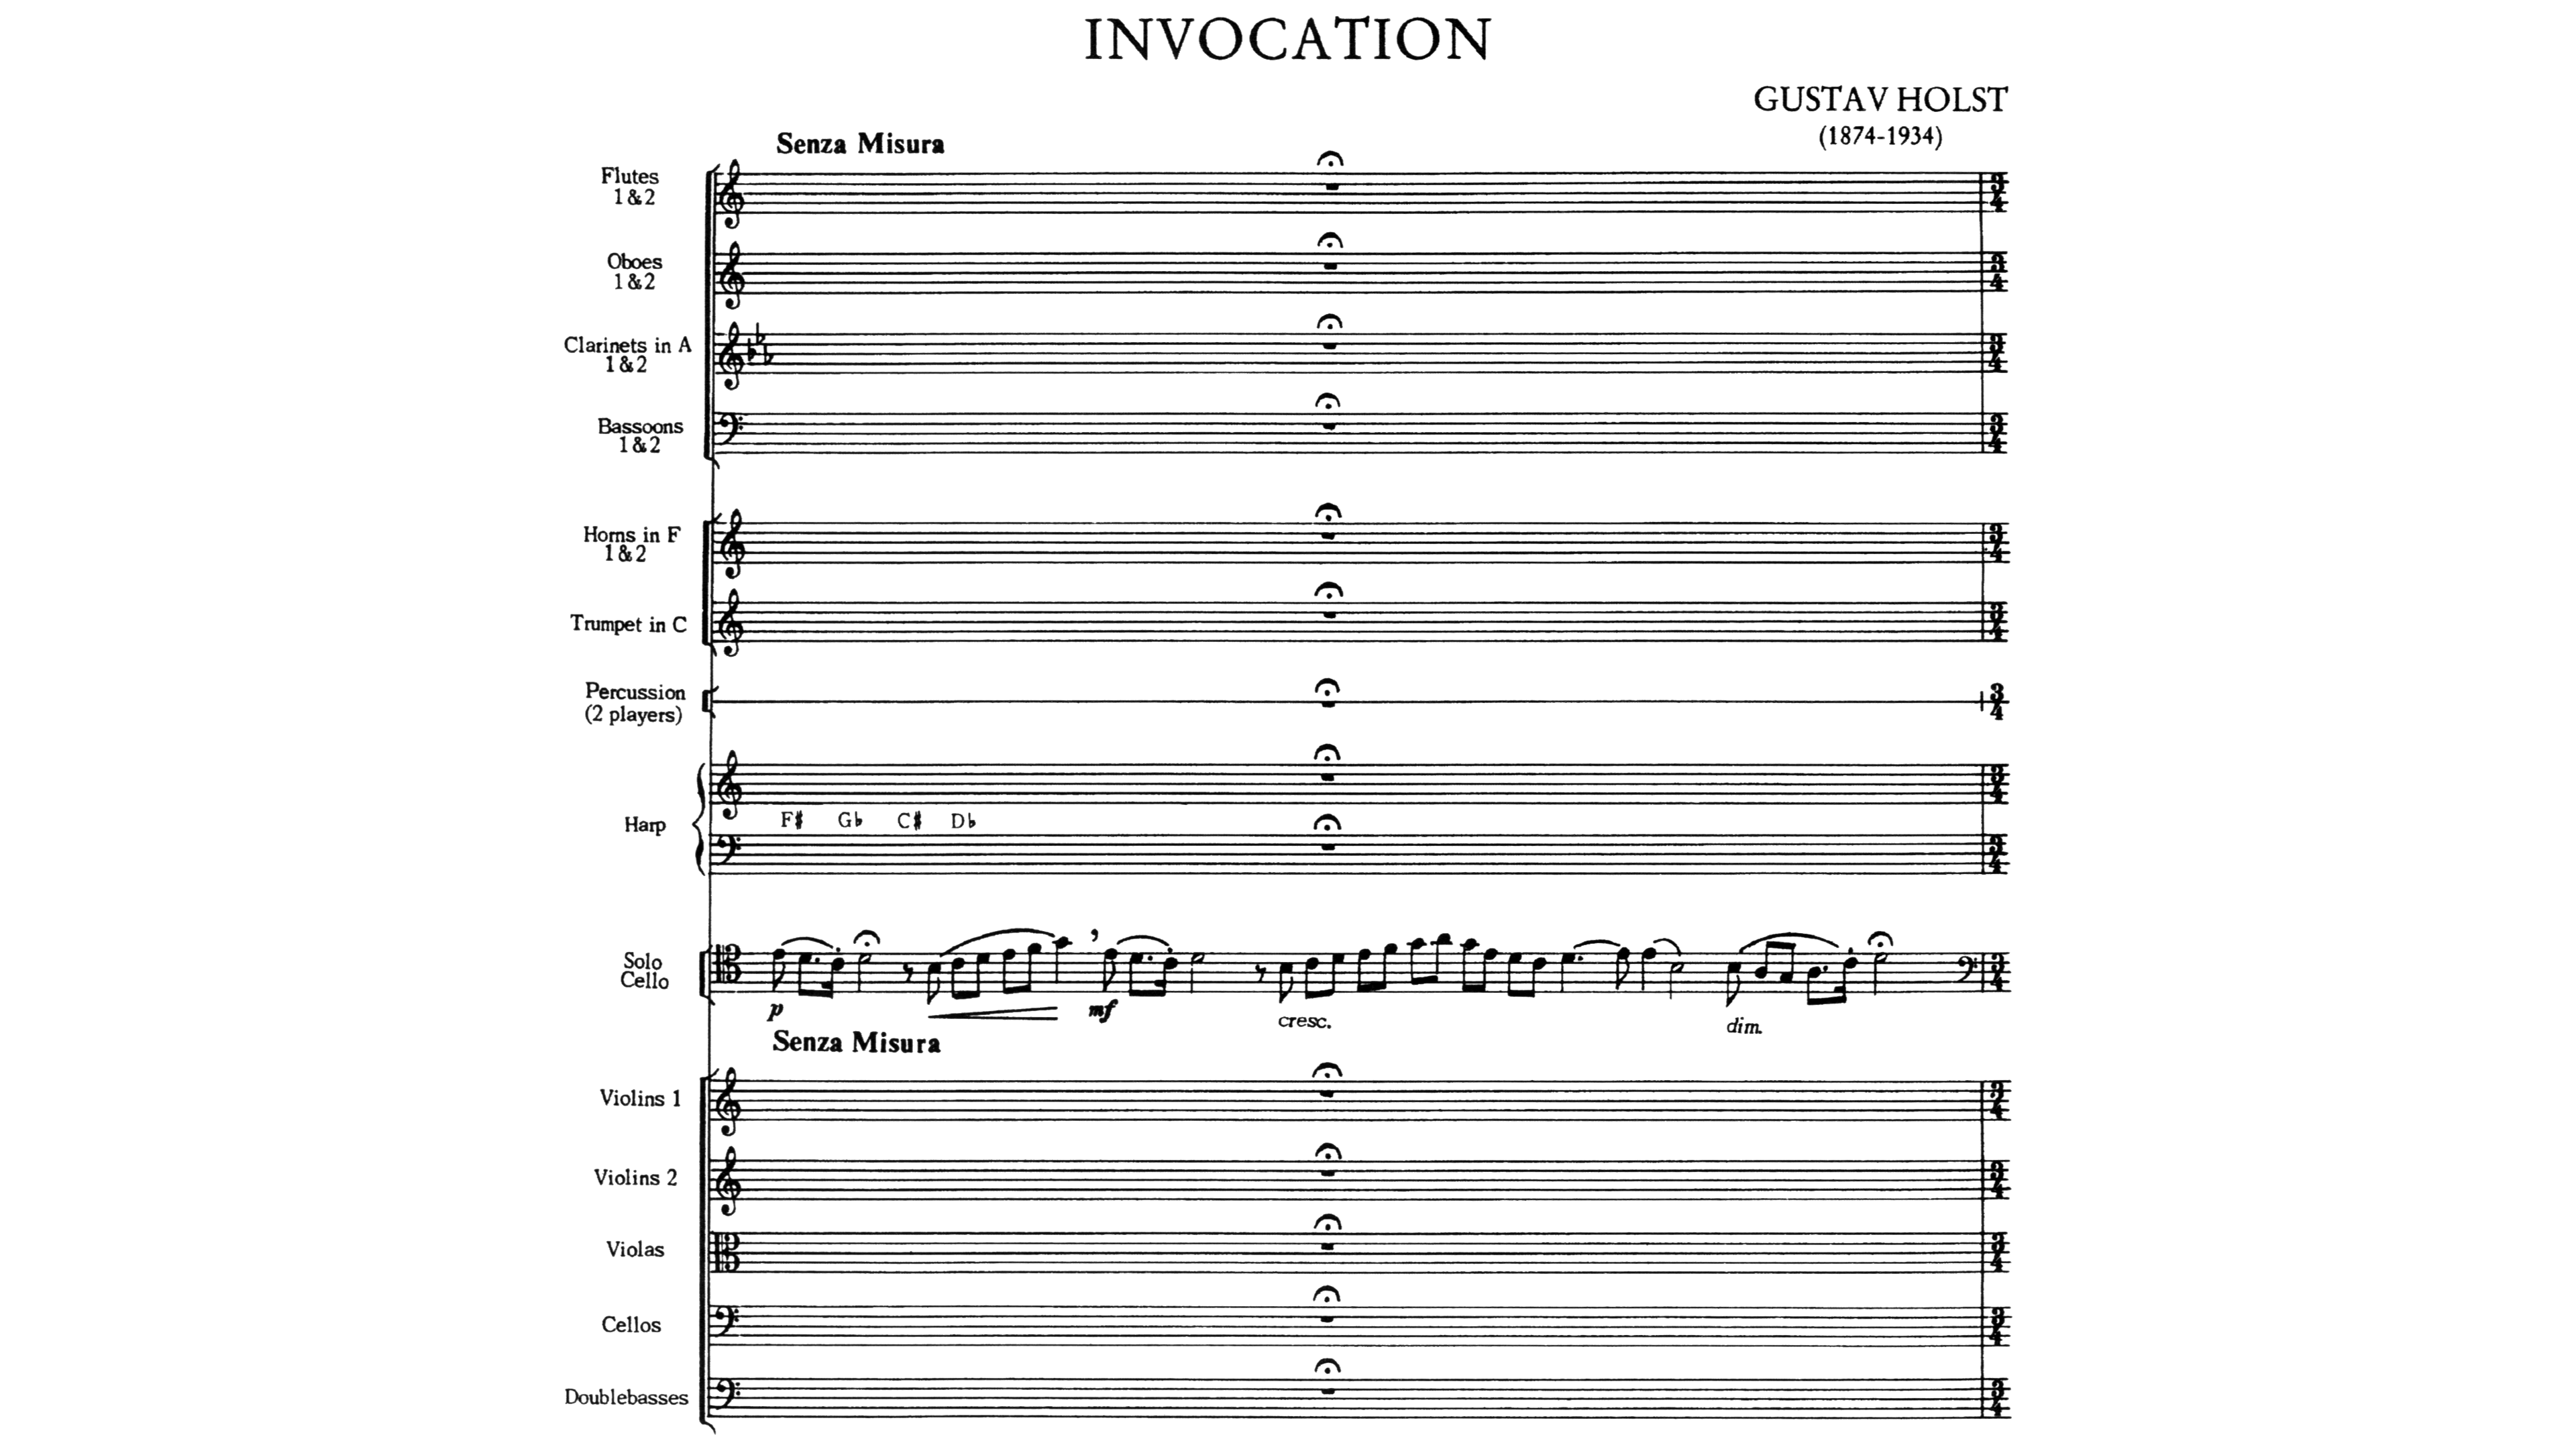 INVOCATION
GUSTAV HOLST
(1874-1934)
Senza Misura
Flutes
1&2
Oboes
1&2
Clarinets in A
1&2
Bassoons
1&2
Horns in F
1&2
Trumpet in C
Percussion
(2 players)
Harp
F♯ G♭ C♯ D♭
Solo
Cello
p mf cresc. dim.
Senza Misura
Violins 1
Violins 2
Violas
Cellos
Doublebasses
3
4